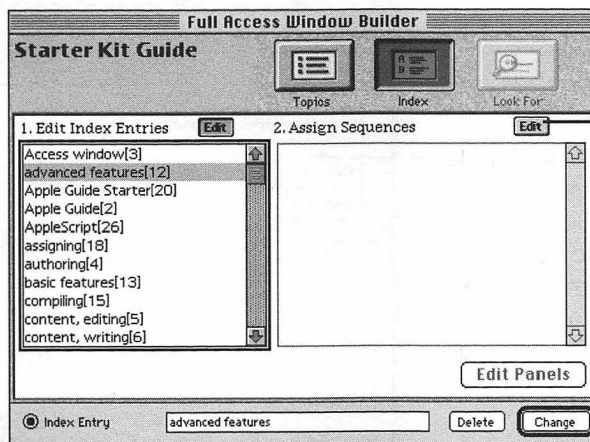 Full Access Window Builder
Starter Kit Guide
Topics
Index
Look For
1. Edit Index Entries
Edit
2. Assign Sequences
Edit
Access window[3]
advanced features[12]
Apple Guide Starter[20]
Apple Guide[2]
AppleScript[26]
assigning[18]
authoring[4]
basic features[13]
compiling[15]
content, editing[5]
content, writing[6]
Edit Panels
Index Entry
advanced features
Delete
Change